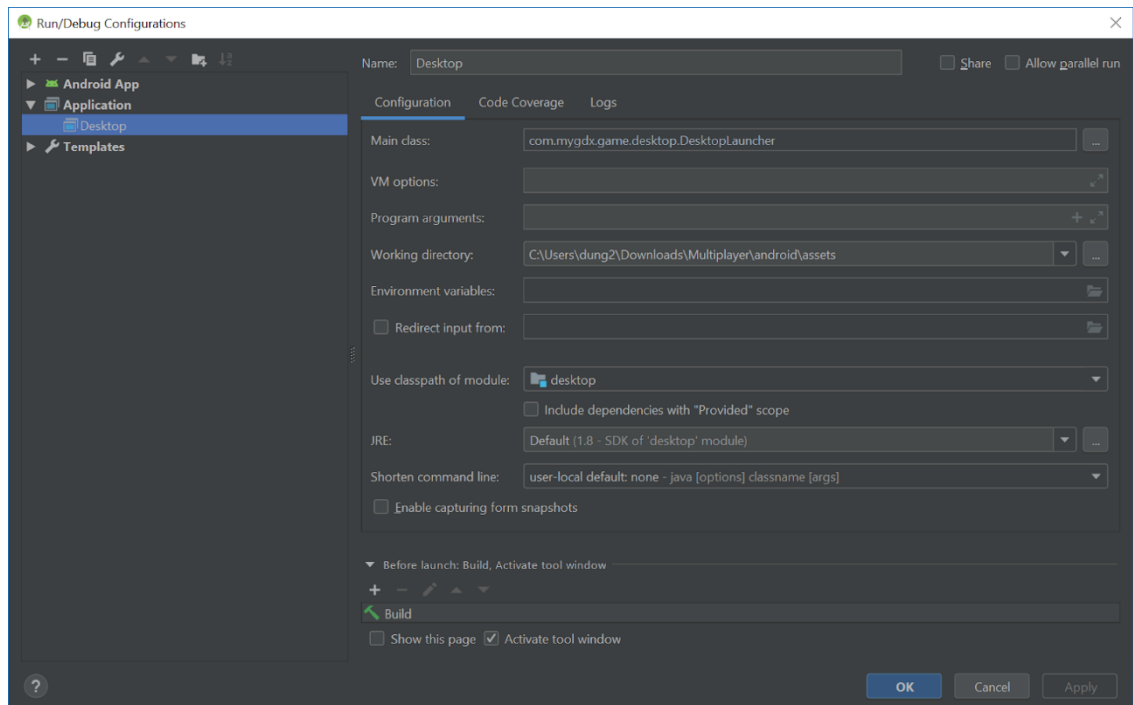 Run/Debug Configurations
Name: Desktop Share Allow parallel run
Android App
Application
Desktop
Templates
Configuration Code Coverage Logs
Main class: com.mygdx.game.desktop.DesktopLauncher ...
VM options:
Program arguments:
Working directory: C:\Users\dung2\Downloads\Multiplayer\android\assets ...
Environment variables:
Redirect input from:
Use classpath of module: desktop
Include dependencies with "Provided" scope
JRE: Default (1.8 - SDK of 'desktop' module) ...
Shorten command line: user-local default: none - java [options] classname [args]
Enable capturing form snapshots
Before launch: Build, Activate tool window
Build
Show this page Activate tool window
? OK Cancel Apply